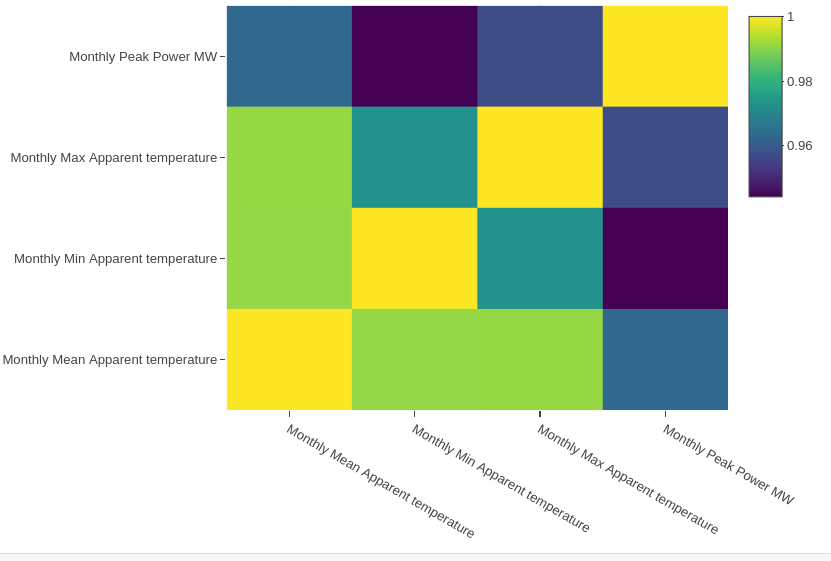 Monthly Peak Power MW
Monthly Max Apparent temperature
Monthly Min Apparent temperature
Monthly Mean Apparent temperature
Monthly Mean Apparent temperature
Monthly Min Apparent temperature
Monthly Max Apparent temperature
Monthly Peak Power MW
1
0.98
0.96